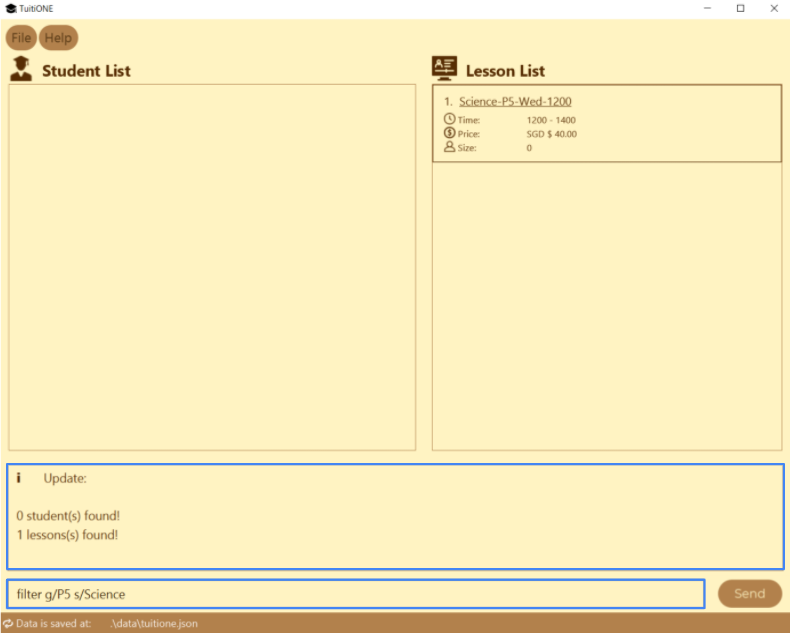 TuitiONE
File Help
Student List
Lesson List
1. Science-P5-Wed-1200
Time: 1200 - 1400
Price: SGD $ 40.00
Size: 0
i Update:
0 student(s) found!
1 lessons(s) found!
filter g/P5 s/Science
Send
Data is saved at: .\data\tuitione.json